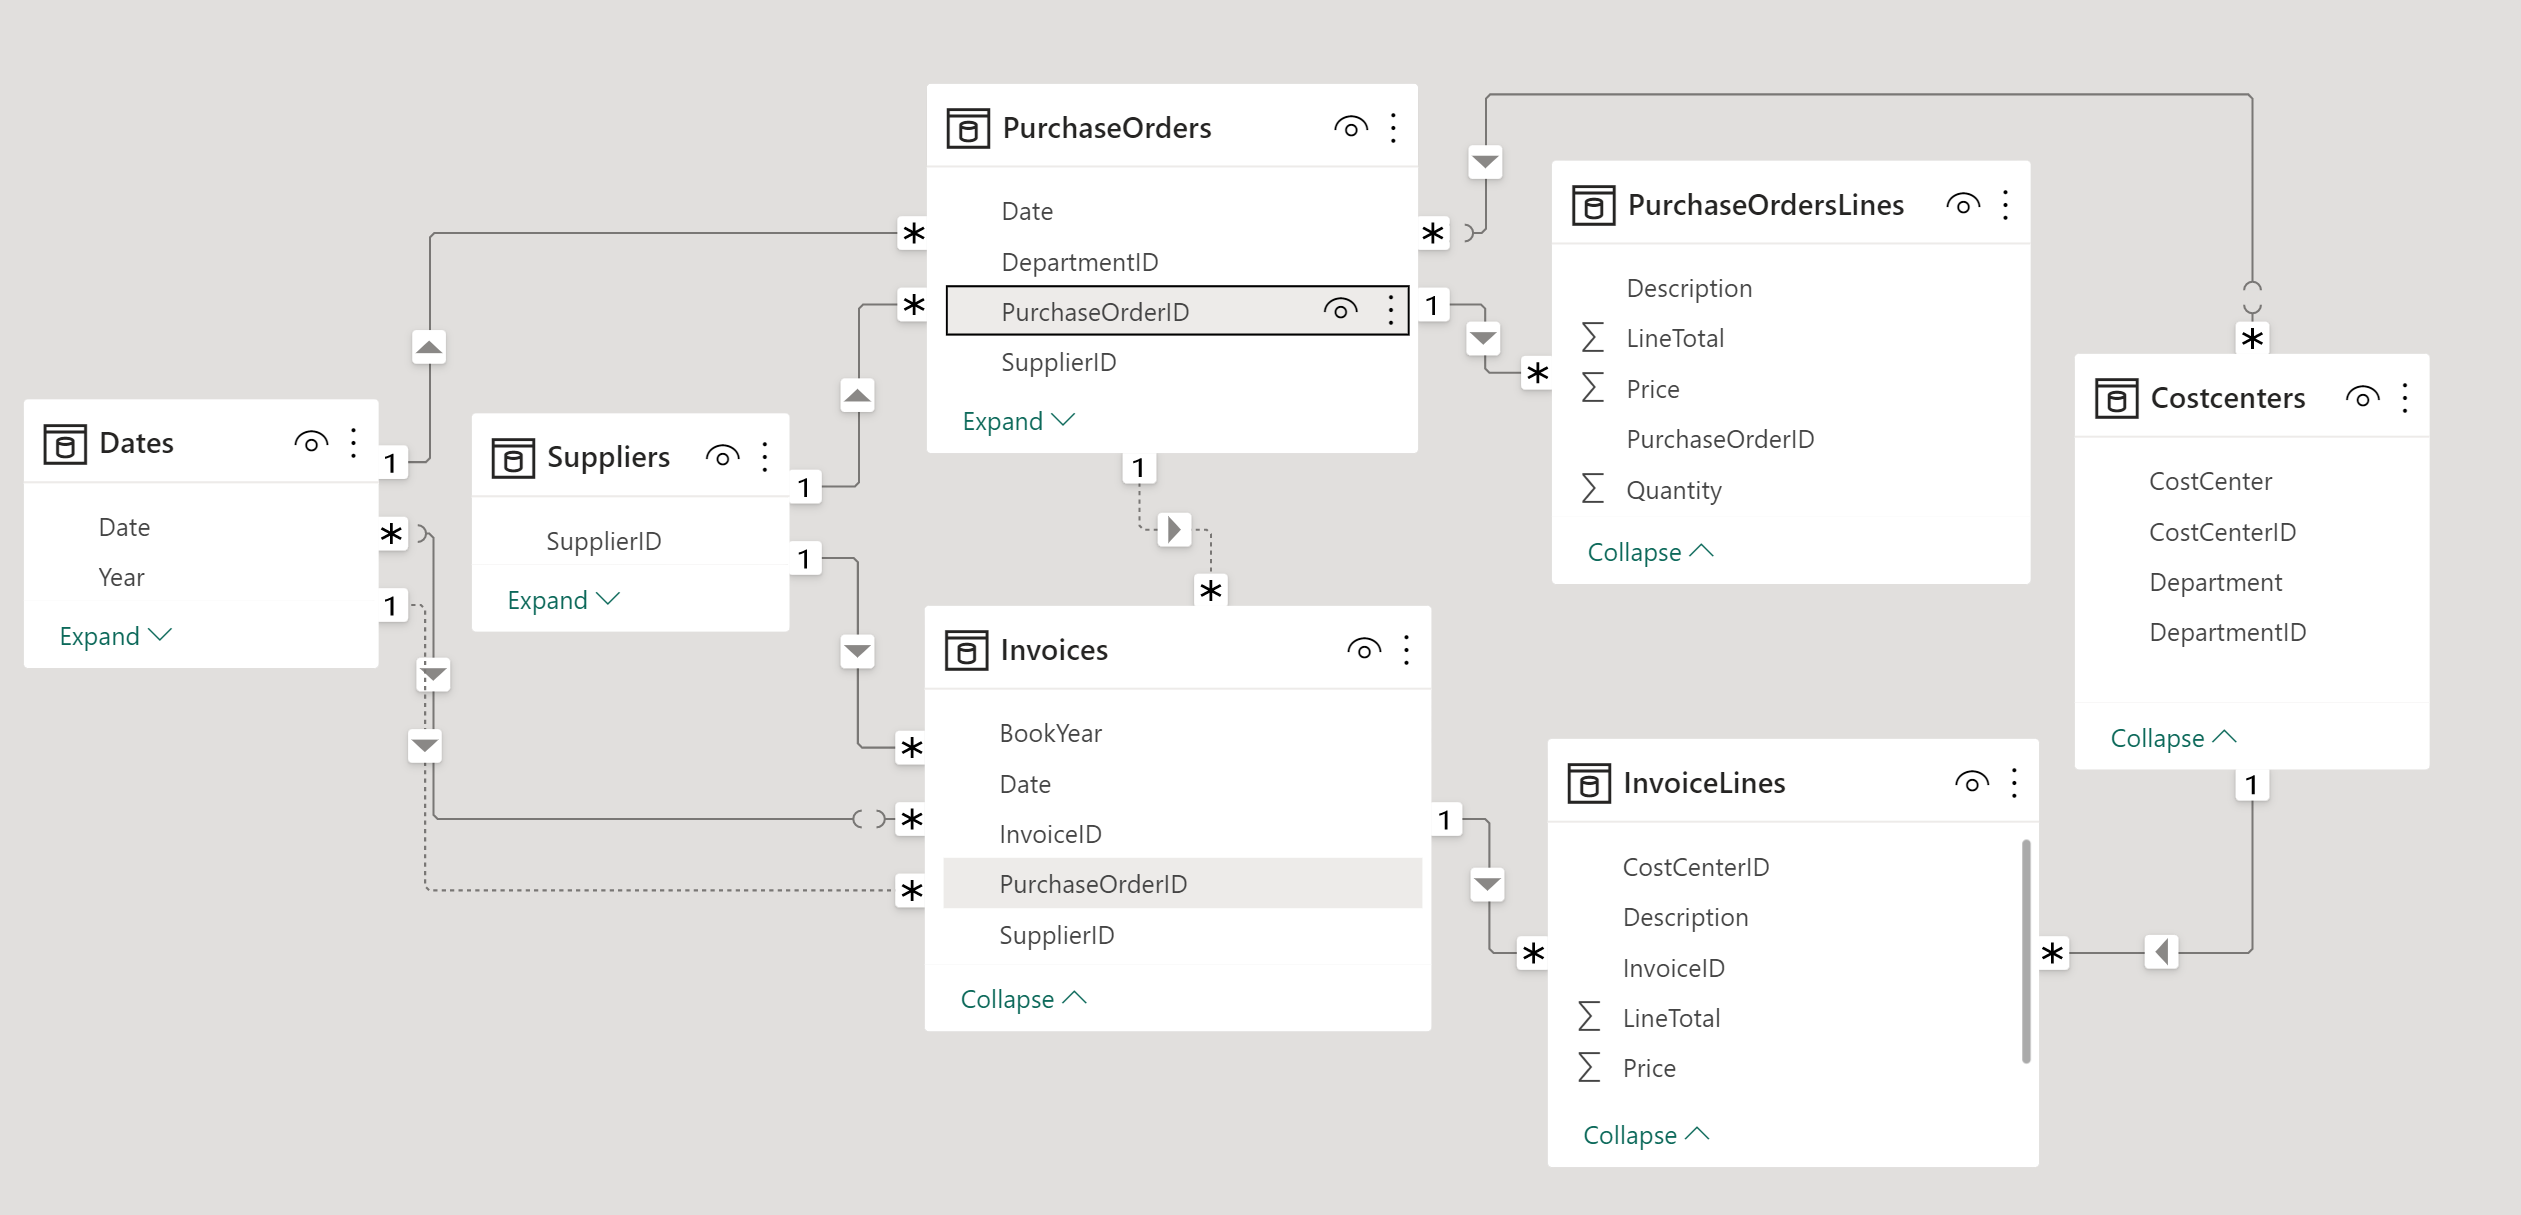 PurchaseOrders
Date
DepartmentID
PurchaseOrderID
SupplierID
Expand
*
*
*
1
1
PurchaseOrdersLines
Description
LineTotal
Price
PurchaseOrderID
Quantity
Collapse
*
Costcenters
CostCenter
CostCenterID
Department
DepartmentID
Collapse
*
1
Dates
Date
Year
Expand
1
*
1
Suppliers
SupplierID
Expand
1
1
Invoices
BookYear
Date
InvoiceID
PurchaseOrderID
SupplierID
Collapse
*
*
*
*
1
InvoiceLines
CostCenterID
Description
InvoiceID
LineTotal
Price
Collapse
*
*